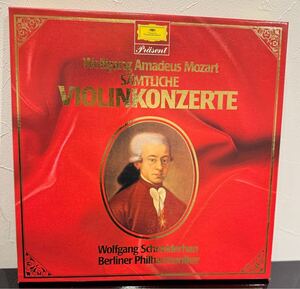 Präsent
Wolfgang Amadeus Mozart
SÄMTLICHE
VIOLINKONZERTE
Wolfgang Schneiderhan
Berliner Philharmoniker